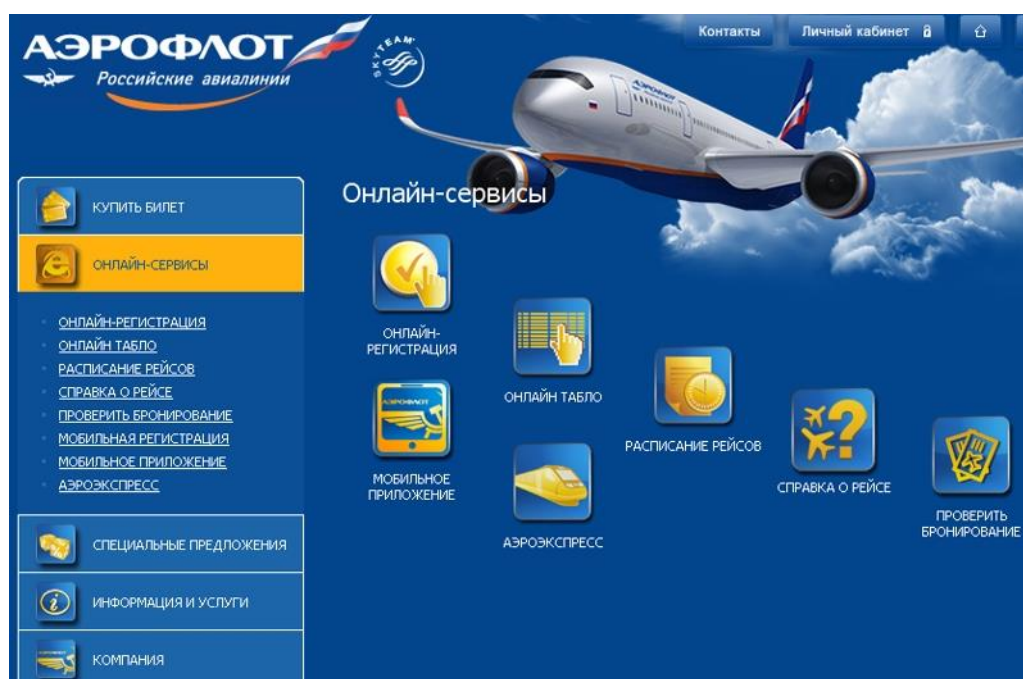 АЭРОФЛОТ
Российские авиалинии
SKYTEAM
Контакты
Личный кабинет
АЭРОФЛОТ
Онлайн-сервисы
КУПИТЬ БИЛЕТ
ОНЛАЙН-СЕРВИСЫ
ОНЛАЙН-РЕГИСТРАЦИЯ
ОНЛАЙН ТАБЛО
РАСПИСАНИЕ РЕЙСОВ
СПРАВКА О РЕЙСЕ
ПРОВЕРИТЬ БРОНИРОВАНИЕ
МОБИЛЬНАЯ РЕГИСТРАЦИЯ
МОБИЛЬНОЕ ПРИЛОЖЕНИЕ
АЭРОЭКСПРЕСС
СПЕЦИАЛЬНЫЕ ПРЕДЛОЖЕНИЯ
ИНФОРМАЦИЯ И УСЛУГИ
КОМПАНИЯ
ОНЛАЙН-
РЕГИСТРАЦИЯ
ОНЛАЙН ТАБЛО
РАСПИСАНИЕ РЕЙСОВ
?
СПРАВКА О РЕЙСЕ
ПРОВЕРИТЬ
БРОНИРОВАНИЕ
АЭРОФЛОТ
МОБИЛЬНОЕ
ПРИЛОЖЕНИЕ
АЭРОЭКСПРЕСС